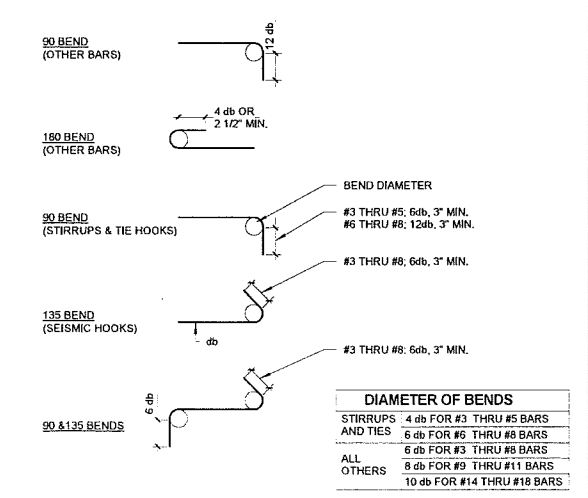 90 BEND
(OTHER BARS)
12 db
180 BEND
(OTHER BARS)
4 db OR
2 1/2" MIN.
90 BEND
(STIRRUPS & TIE HOOKS)
BEND DIAMETER
#3 THRU #5; 6db, 3" MIN.
#6 THRU #8; 12db, 3" MIN.
135 BEND
(SEISMIC HOOKS)
db
#3 THRU #8; 6db, 3" MIN.
90 &135 BENDS
6 db
#3 THRU #8; 6db, 3" MIN.
DIAMETER OF BENDS
STIRRUPS AND TIES
4 db FOR #3 THRU #5 BARS
6 db FOR #6 THRU #8 BARS
ALL OTHERS
6 db FOR #3 THRU #8 BARS
8 db FOR #9 THRU #11 BARS
10 db FOR #14 THRU #18 BARS